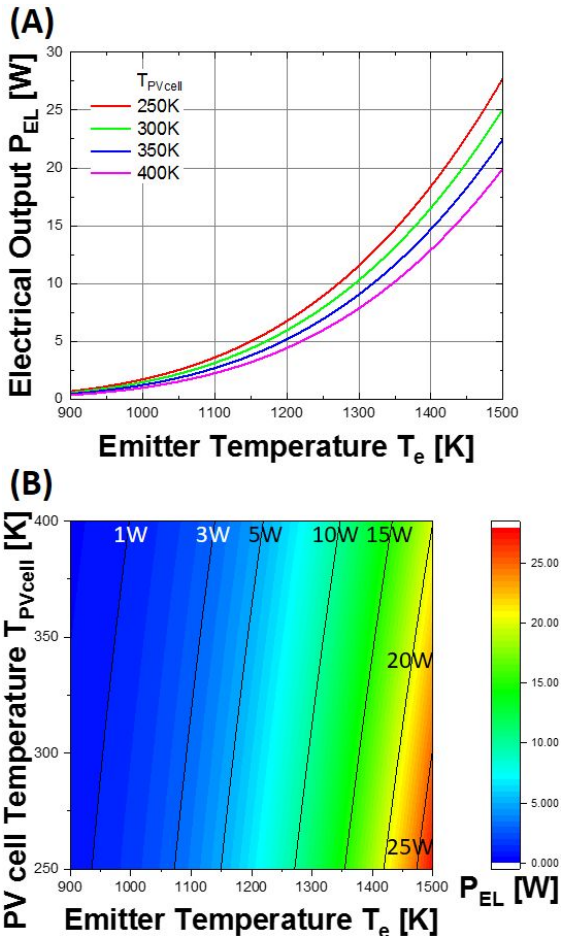 (A)
Electrical Output P_EL [W]
30
25
20
15
10
5
0
T_PVcell
250K
300K
350K
400K
900 1000 1100 1200 1300 1400 1500
Emitter Temperature T_e [K]
(B)
PV cell Temperature T_PVcell [K]
400
350
300
250
1W 3W 5W 10W 15W
20W
25W
900 1000 1100 1200 1300 1400 1500
Emitter Temperature T_e [K]
25.00
20.00
15.00
10.00
5.000
0.000
P_EL [W]